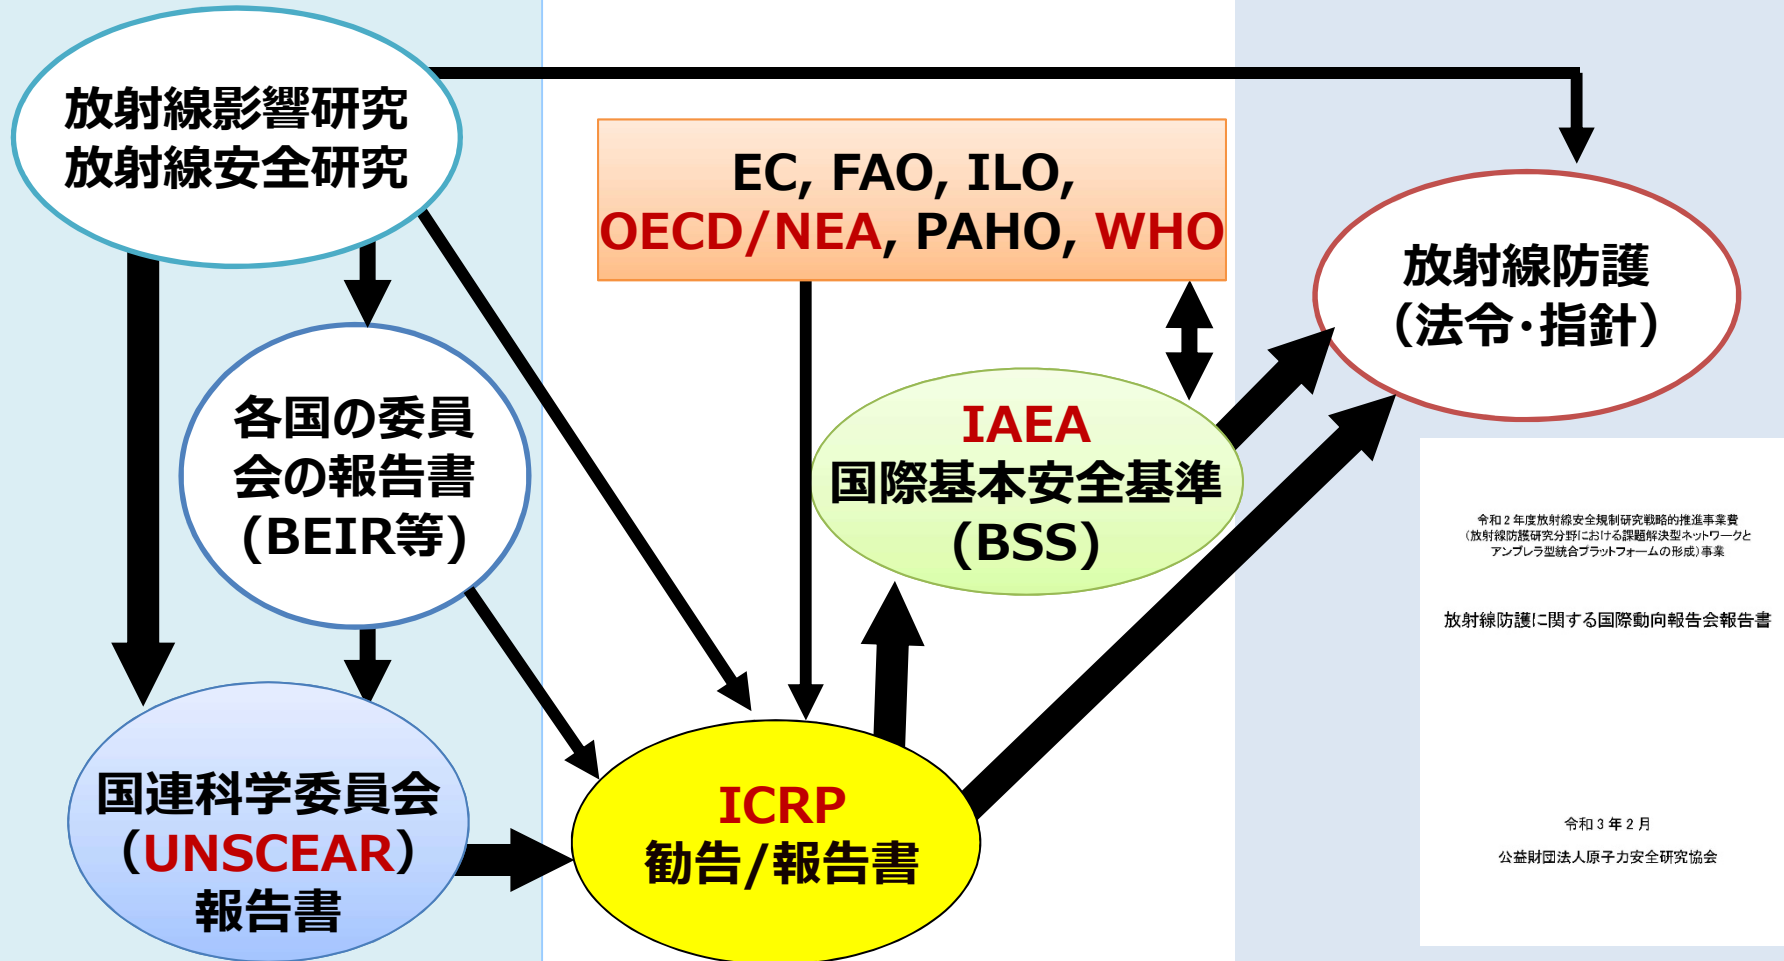 放射線影響研究
放射線安全研究
EC, FAO, ILO,
OECD/NEA, PAHO, WHO
放射線防護
（法令・指針）
各国の委員
会の報告書
(BEIR等)
IAEA
国際基本安全基準
(BSS)
国連科学委員会
（UNSCEAR）
報告書
ICRP
勧告/報告書
令和２年度放射線安全規制研究戦略的推進事業費
（放射線防護研究分野における課題解決型ネットワークと
アンブレラ型統合プラットフォームの形成）事業
放射線防護に関する国際動向報告会報告書
令和３年２月
公益財団法人原子力安全研究協会